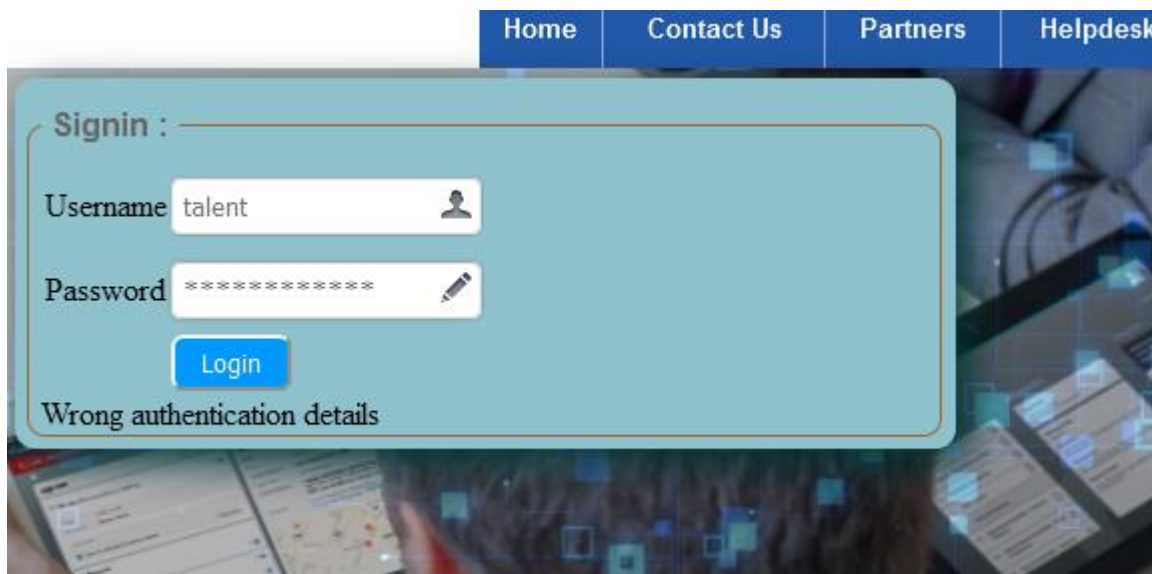 Home Contact Us Partners Helpdesk
Signin :
Username talent
Password ************
Login
Wrong authentication details